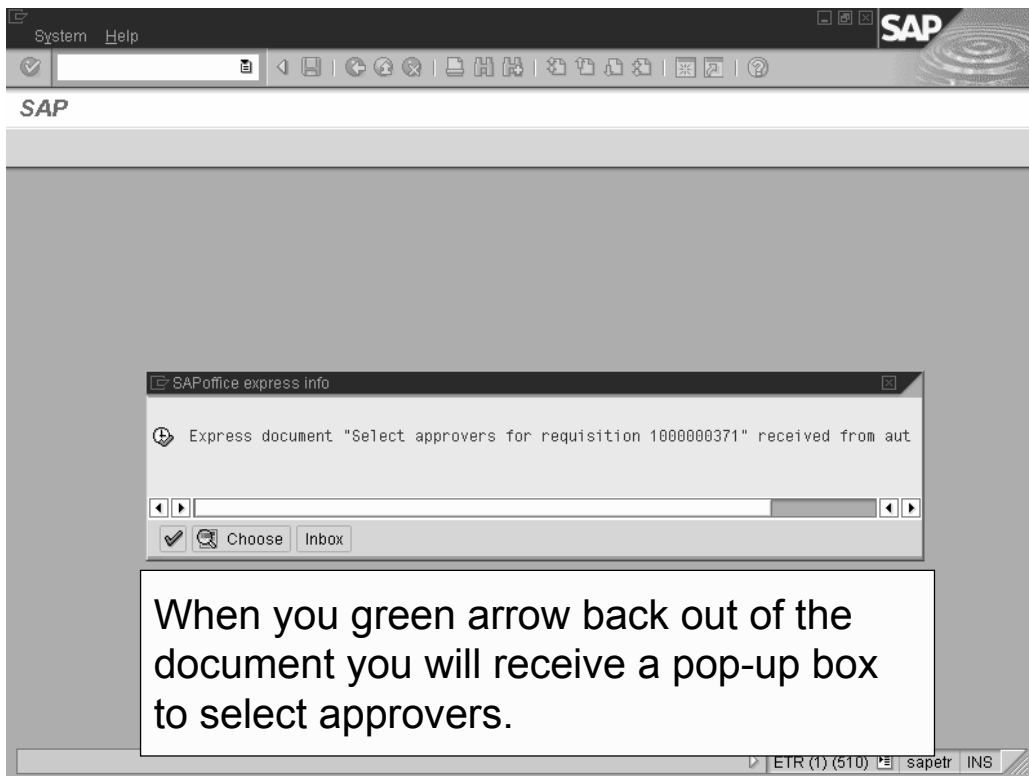 System Help
SAP
SAP
SAPoffice express info
Express document "Select approvers for requisition 1000000371" received from aut
Choose Inbox
When you green arrow back out of the
document you will receive a pop-up box
to select approvers.
ETR (1) (510) sapetr INS